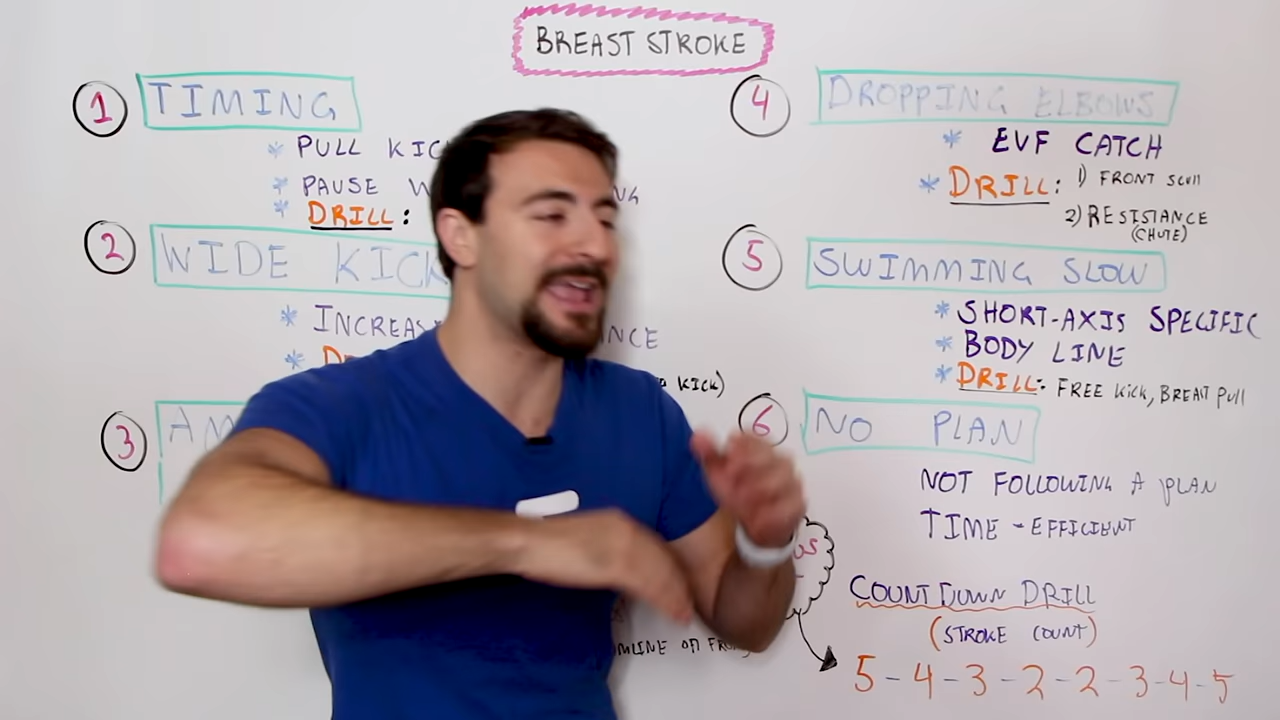 BREAST STROKE
1 TIMING
* PULL
* PAUSE
* DRILL:
2 WIDE KICK
* INCREAS
*
KICK)
3
4 DROPPING ELBOWS
* EVF CATCH
* DRILL: 1) FRONT SCULL
2) RESISTANCE
(CHUTE)
5 SWIMMING SLOW
* SHORT-AXIS SPECIFIC
* BODY LINE
* DRILL: FREE KICK, BREAST PULL
6 NO PLAN
NOT FOLLOWING A PLAN
TIME - EFFICIENT
COUNTDOWN DRILL
(STROKE COUNT)
5 - 4 - 3 - 2 - 2 - 3 - 4 - 5